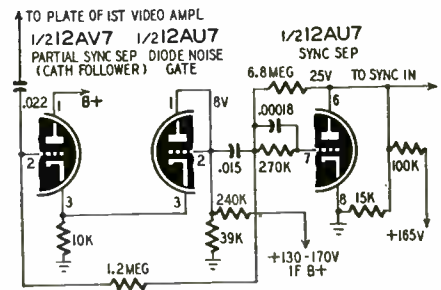 TO PLATE OF 1ST VIDEO AMPL
1/2 12AV7
PARTIAL SYNC SEP
(CATH FOLLOWER)
1/2 12AU7
DIODE NOISE
GATE
1/2 12AU7
SYNC SEP
6.8 MEG
25V
TO SYNC IN
.022
1
B+
1
8V
.00018
6
2
2
.015
270K
7
100K
3
3
240K
8
15K
10K
39K
+165V
+130-170V
1F B+
1.2 MEG